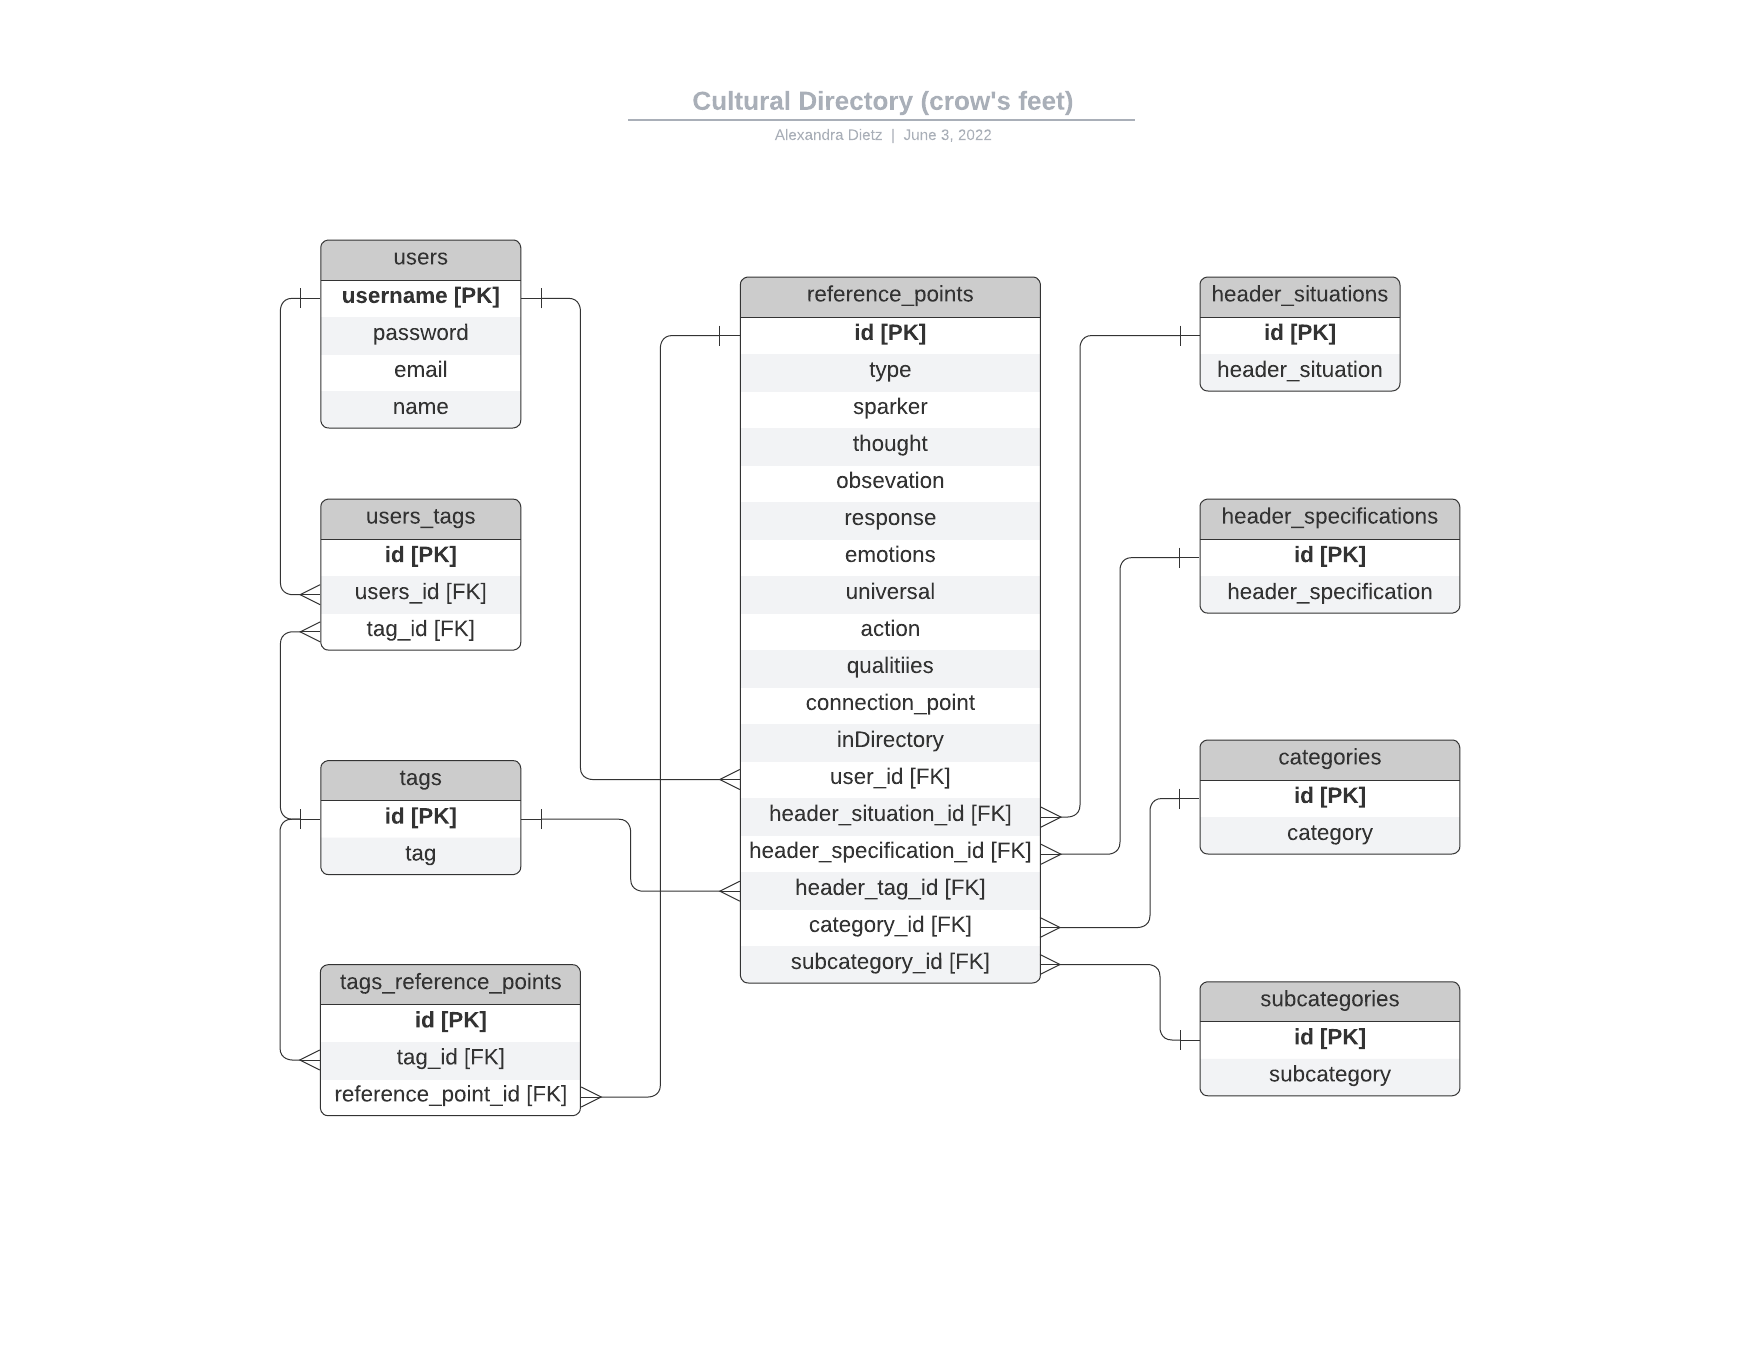 Cultural Directory (crow's feet)
Alexandra Dietz | June 3, 2022
users
username [PK]
password
email
name
users_tags
id [PK]
users_id [FK]
tag_id [FK]
tags
id [PK]
tag
tags_reference_points
id [PK]
tag_id [FK]
reference_point_id [FK]
reference_points
id [PK]
type
sparker
thought
obsevation
response
emotions
universal
action
qualitiies
connection_point
inDirectory
user_id [FK]
header_situation_id [FK]
header_specification_id [FK]
header_tag_id [FK]
category_id [FK]
subcategory_id [FK]
header_situations
id [PK]
header_situation
header_specifications
id [PK]
header_specification
categories
id [PK]
category
subcategories
id [PK]
subcategory